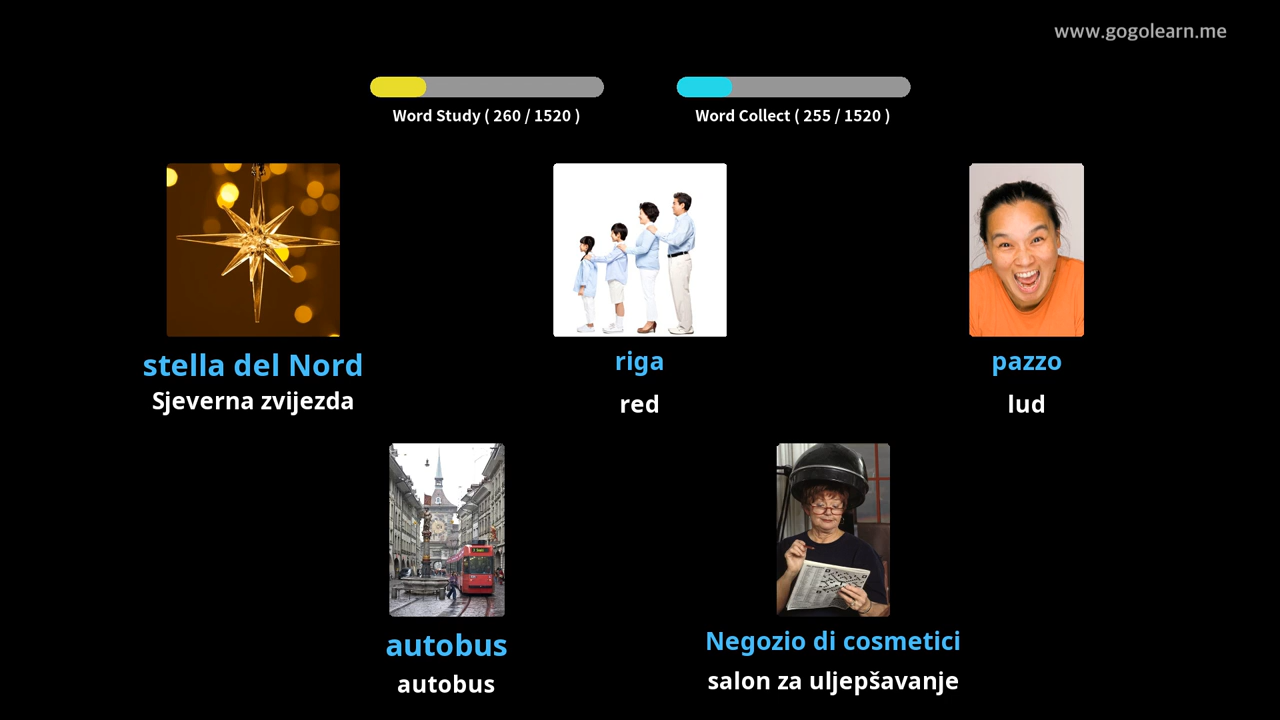 www.gogolearn.me
Word Study ( 260 / 1520 )
Word Collect ( 255 / 1520 )
stella del Nord
Sjeverna zvijezda
riga
red
pazzo
lud
autobus
autobus
Negozio di cosmetici
salon za uljepšavanje